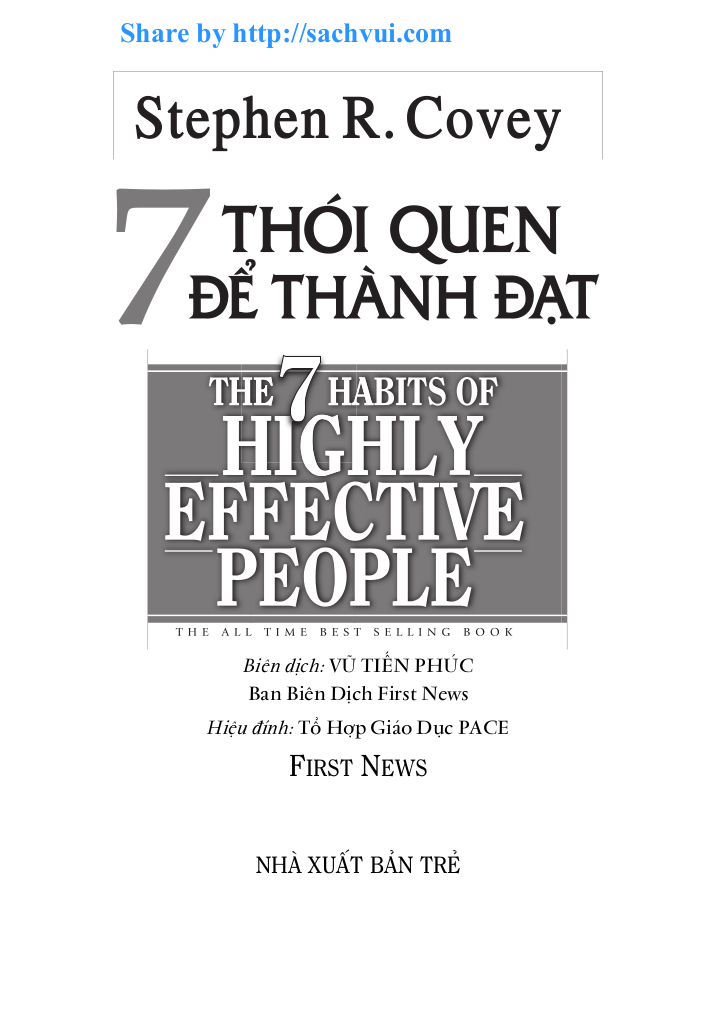 Share by http://sachvui.com
Stephen R. Covey
7 THÓI QUEN
ĐỂ THÀNH ĐẠT
THE 7 HABITS OF
HIGHLY
EFFECTIVE
PEOPLE
THE ALL TIME BEST SELLING BOOK
Biên dịch: VŨ TIẾN PHÚC
Ban Biên Dịch First News
Hiệu đính: Tổ Hợp Giáo Dục PACE
FIRST NEWS
NHÀ XUẤT BẢN TRẺ